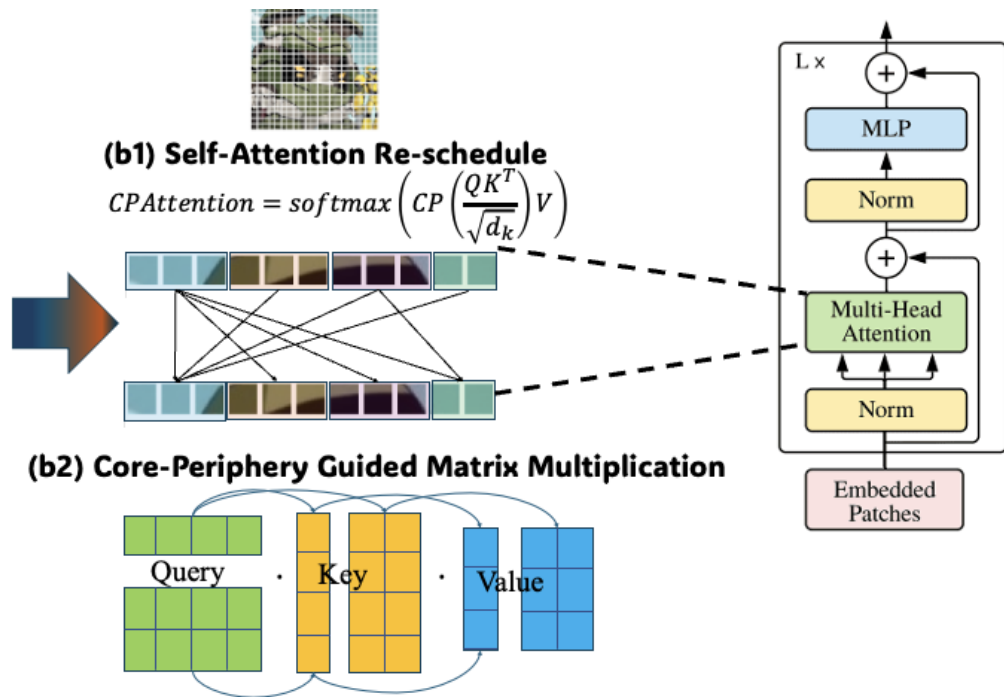 (b1) Self-Attention Re-schedule
CPAttention = softmax(CP(QK^T/√d_k)V)
(b2) Core-Periphery Guided Matrix Multiplication
Query · Key · Value
L ×
+
MLP
Norm
+
Multi-Head
Attention
Norm
Embedded
Patches